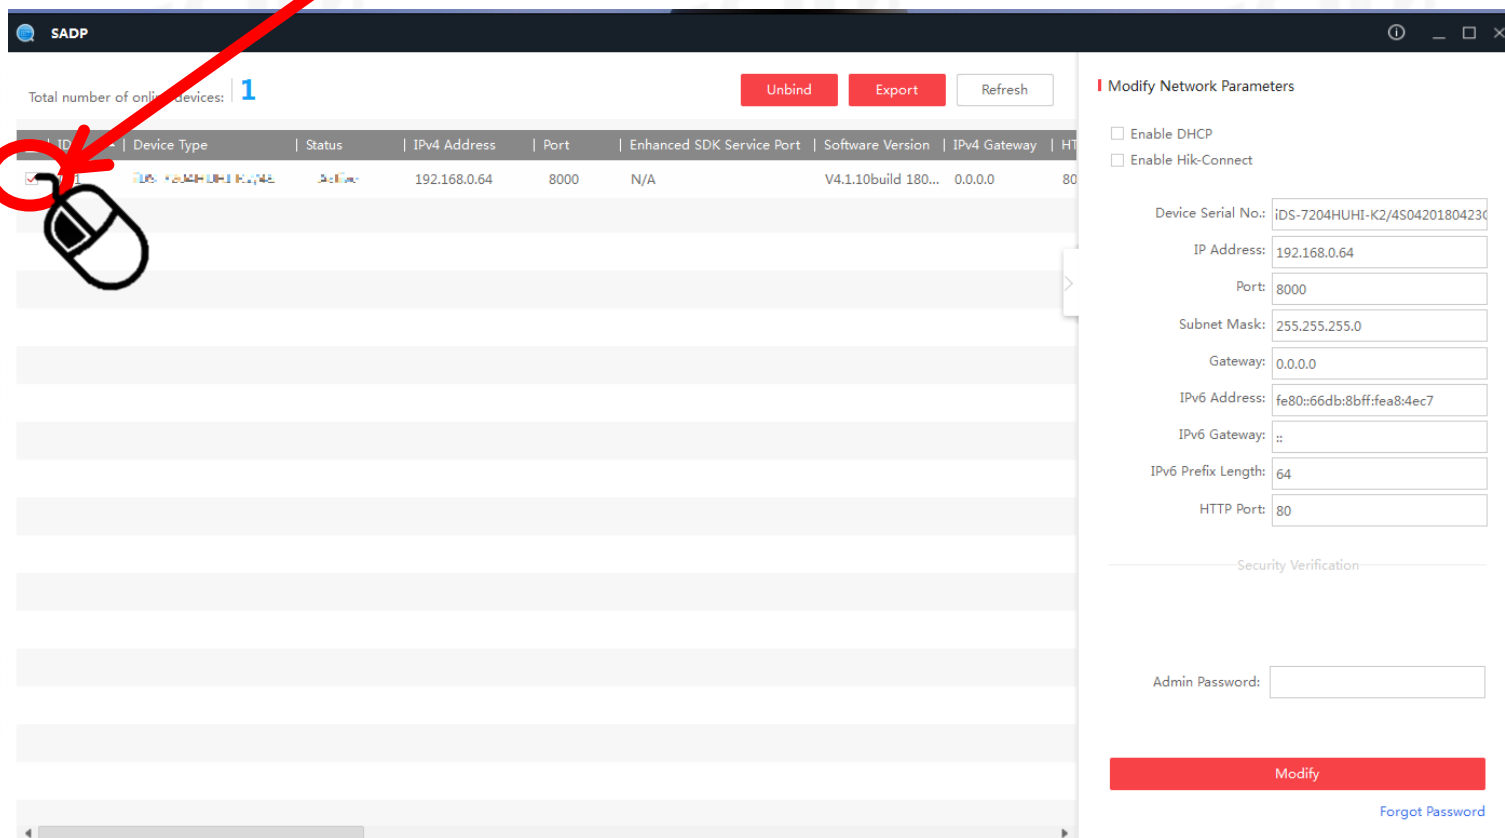 SADP
Total number of online devices: 1
Unbind
Export
Refresh
ID | Device Type | Status | IPv4 Address | Port | Enhanced SDK Service Port | Software Version | IPv4 Gateway | HT
192.168.0.64 8000 N/A V4.1.10build 180... 0.0.0.0 80
Modify Network Parameters
Enable DHCP
Enable Hik-Connect
Device Serial No.: iDS-7204HUHI-K2/4S0420180423
IP Address: 192.168.0.64
Port: 8000
Subnet Mask: 255.255.255.0
Gateway: 0.0.0.0
IPv6 Address: fe80::66db:8bff:fea8:4ec7
IPv6 Gateway: ::
IPv6 Prefix Length: 64
HTTP Port: 80
Security Verification
Admin Password:
Modify
Forgot Password